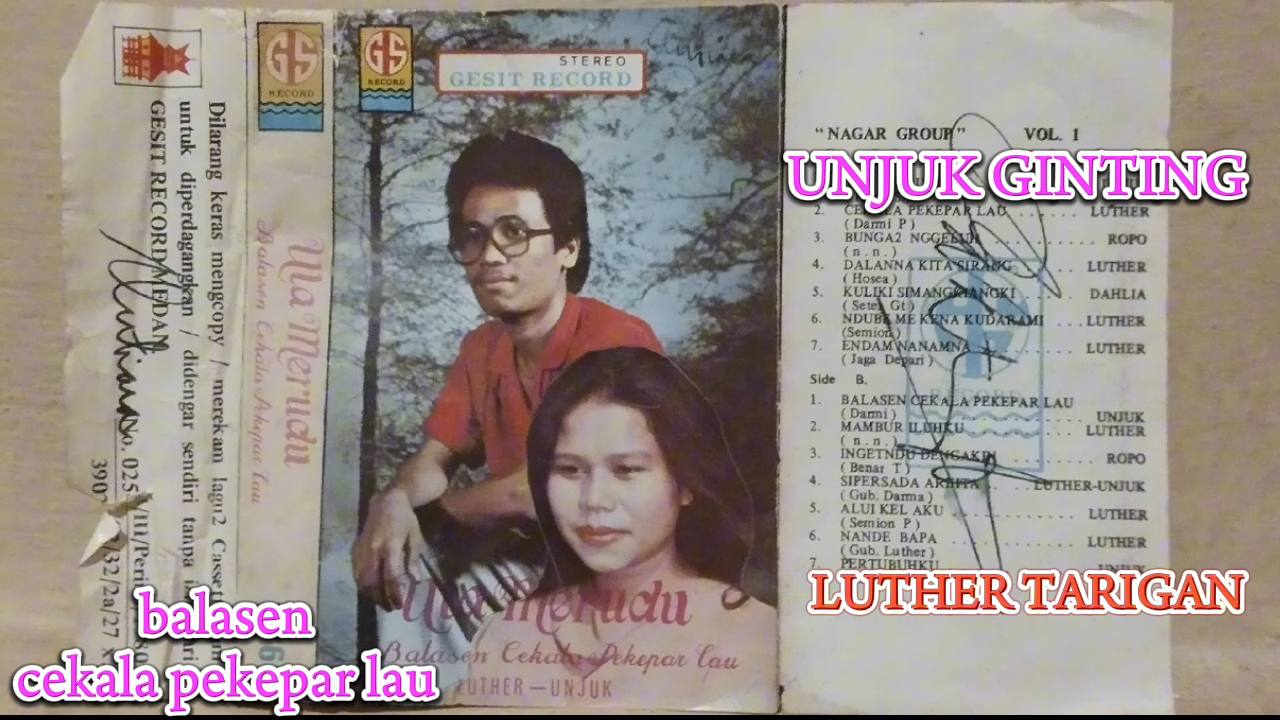 Dilarang keras mengcopy / merekam lagu2
untuk diperdagangkan / didengar sendiri tanpa
GESIT RECORD MEDAN
GS
RECORD
Ula Merudu
Balasen Cekala Pekepar Lau
GS
RECORD
STEREO
GESIT RECORD
Ula Merudu
Balasen Cekala Pekepar Lau
LUTHER — UNJUK
balasen
cekala pekepar lau
"NAGAR GROUP" VOL. 1
UNJUK GINTING
2. CEKALA PEKEPAR LAU ........ LUTHER
( Darmi P )
3. BUNGA2 NGGELUH ........ ROPO
( n . n . )
4. DALANNA KITA SIRANG ........ LUTHER
( Hosea )
5. KULIKI SIMANGKIANGKI ........ DAHLIA
( Setei Gt )
6. NDUBE ME KENA KUDARAMI ... LUTHER
(Semion )
7. ENDAM NANAMNA ........ LUTHER
( Jaga Depari )
Side B.
1. BALASEN CEKALA PEKEPAR LAU
( Darmi ) UNJUK
2. MAMBUR ILUHKU ........ LUTHER
( n . n . )
3. INGETNDU DENGAKIN ........ ROPO
( Benar T )
4. SIPERSADA ARIHTA ........ LUTHER-UNJUK
( Gub. Darma )
5. ALUI KEL AKU ........ LUTHER
( Semion P )
6. NANDE BAPA ........ LUTHER
( Gub. Luther )
7. PERTUBUHKU ........ UNJUK
LUTHER TARIGAN